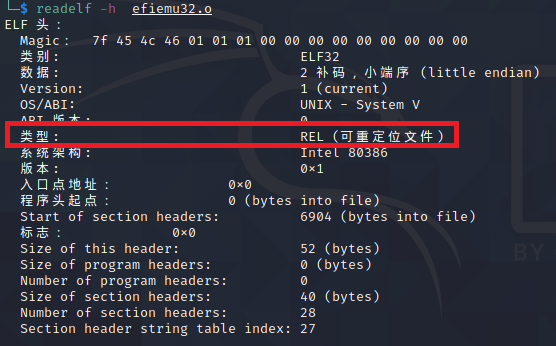 └─$ readelf -h efiemu32.o
ELF 头：
Magic： 7f 45 4c 46 01 01 01 00 00 00 00 00 00 00 00 00
类别: ELF32
数据: 2 补码，小端序 (little endian)
Version: 1 (current)
OS/ABI: UNIX - System V
ABI 版本: 0
类型: REL (可重定位文件)
系统架构: Intel 80386
版本: 0×1
入口点地址： 0×0
程序头起点： 0 (bytes into file)
Start of section headers: 6904 (bytes into file)
标志： 0×0
Size of this header: 52 (bytes)
Size of program headers: 0 (bytes)
Number of program headers: 0
Size of section headers: 40 (bytes)
Number of section headers: 28
Section header string table index: 27